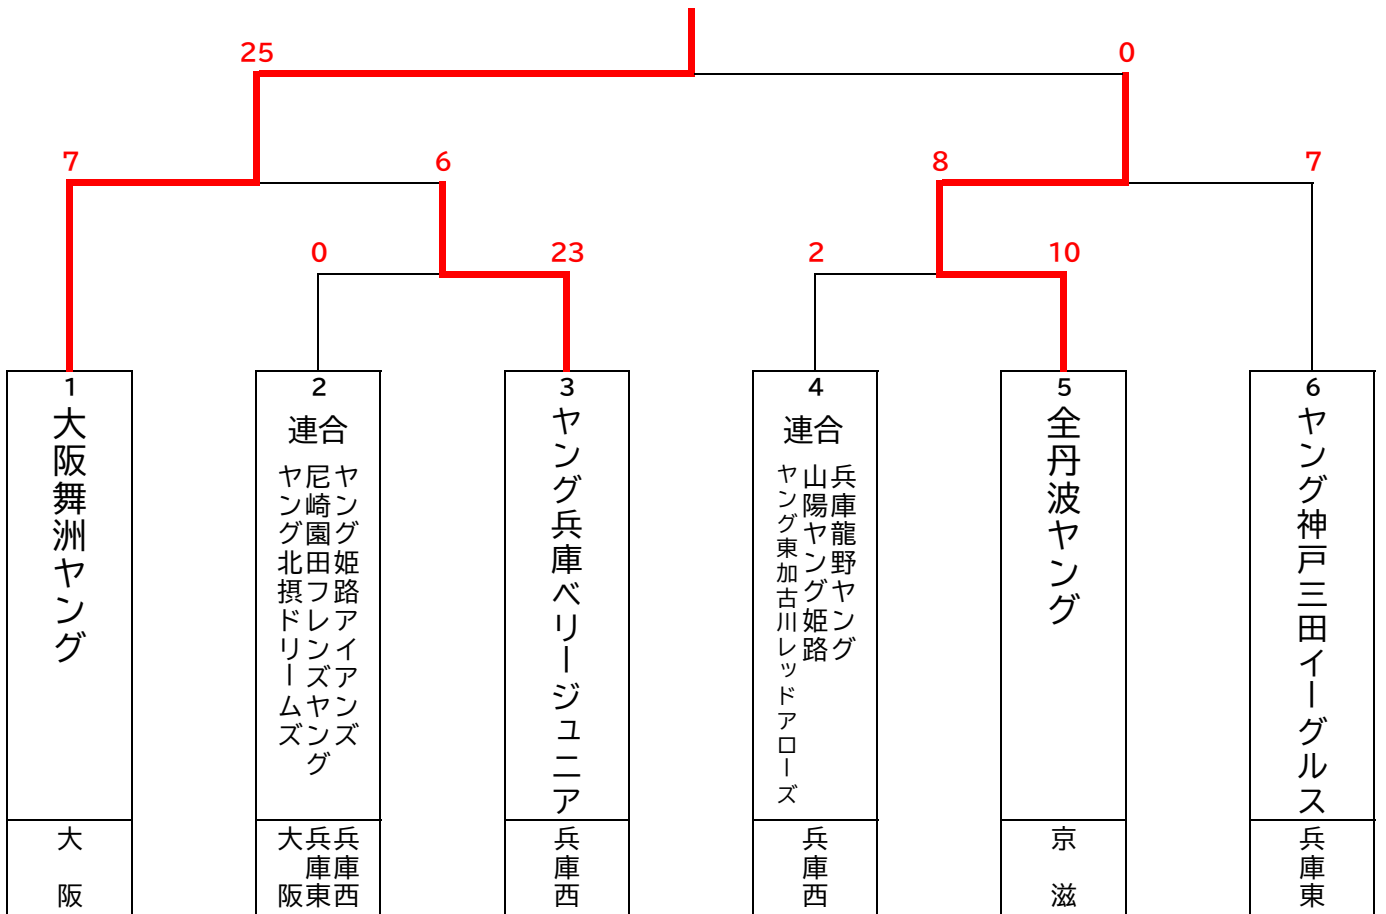 25
0
7
6
8
7
0
23
2
10
1
大阪舞洲ヤング
大阪
2
連合
ヤング姫路アイアンズ
尼崎園田フレンズヤング
ヤング北摂ドリームズ
兵庫西
兵庫東
大阪
3
ヤング兵庫ベリージュニア
兵庫西
4
連合
兵庫龍野ヤング
山陽ヤング姫路
ヤング東加古川レッドアローズ
兵庫西
5
全丹波ヤング
京滋
6
ヤング神戸三田イーグルス
兵庫東